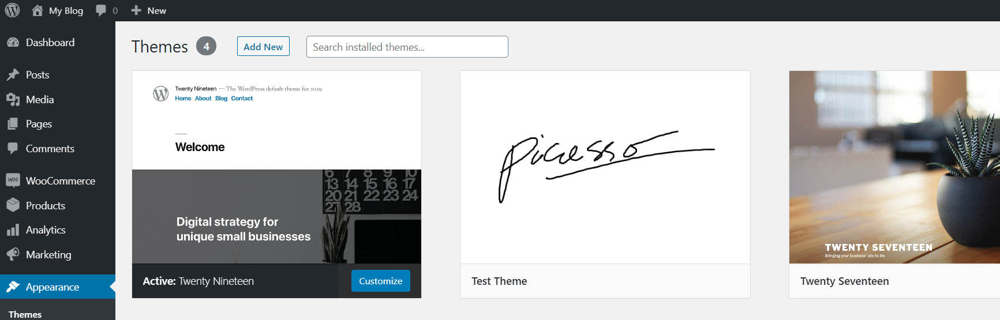 My Blog 0 New
Dashboard
Posts
Media
Pages
Comments
WooCommerce
Products
Analytics
Marketing
Appearance
Themes
Themes 4 Add New Search installed themes...
Twenty Nineteen — The WordPress default theme for 2019
Home About Blog Contact
Welcome
6 7 8 9 10
13 14 15 16 17
20 21 22 23 24
27 28
Digital strategy for
unique small businesses
Active: Twenty Nineteen Customize
picesso
Test Theme
TWENTY SEVENTEEN
Bringing your business' site to life
Twenty Seventeen